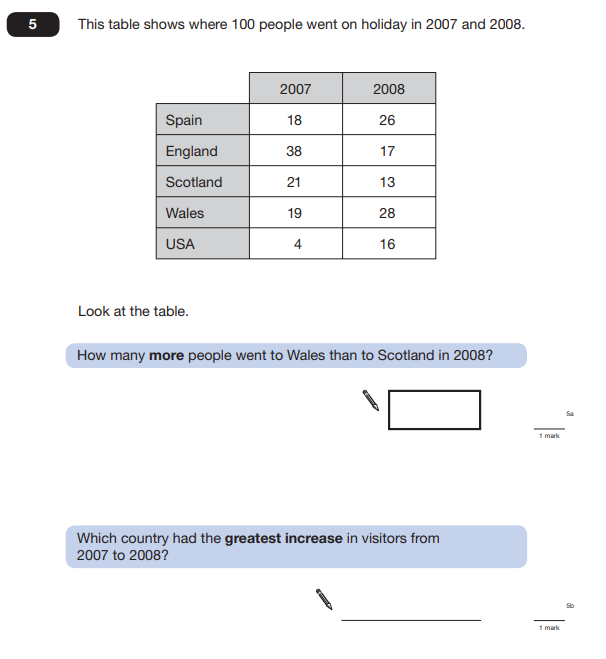 5 This table shows where 100 people went on holiday in 2007 and 2008.
2007 2008
Spain 18 26
England 38 17
Scotland 21 13
Wales 19 28
USA 4 16
Look at the table.
How many more people went to Wales than to Scotland in 2008?
5a
1 mark
Which country had the greatest increase in visitors from
2007 to 2008?
5b
1 mark